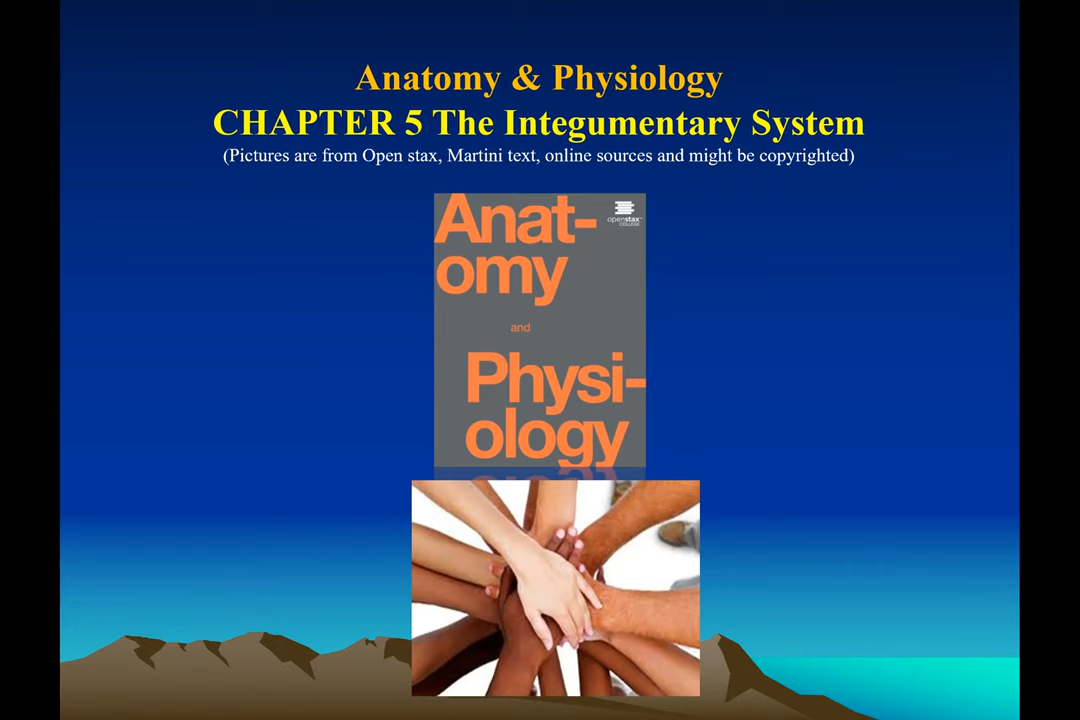 Anatomy & Physiology
CHAPTER 5 The Integumentary System
(Pictures are from Open stax, Martini text, online sources and might be copyrighted)
Anat-
openstax
COLLEGE
omy
and
Physi-
ology